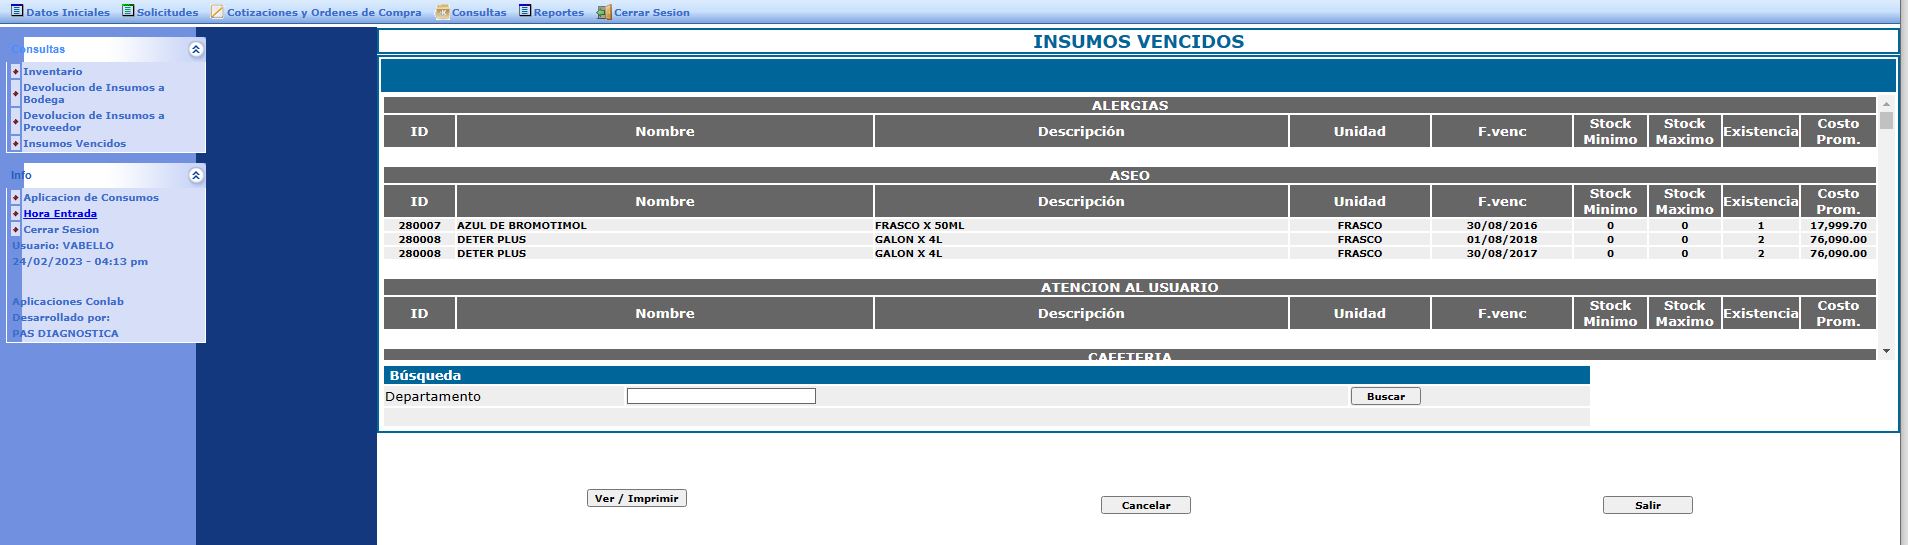 Datos Iniciales Solicitudes Cotizaciones y Ordenes de Compra Consultas Reportes Cerrar Sesion
Consultas
Inventario
Devolucion de Insumos a
Bodega
Devolucion de Insumos a
Proveedor
Insumos Vencidos
Info
Aplicacion de Consumos
Hora Entrada
Cerrar Sesion
Usuario: VABELLO
24/02/2023 - 04:13 pm
Aplicaciones Conlab
Desarrollado por:
PAS DIAGNOSTICA
INSUMOS VENCIDOS
ALERGIAS
ID Nombre Descripción Unidad F.venc Stock Minimo Stock Maximo Existencia Costo Prom.
ASEO
ID Nombre Descripción Unidad F.venc Stock Minimo Stock Maximo Existencia Costo Prom.
280007 AZUL DE BROMOTIMOL FRASCO X 50ML FRASCO 30/08/2016 0 0 1 17,999.70
280008 DETER PLUS GALON X 4L FRASCO 01/08/2018 0 0 2 76,090.00
280008 DETER PLUS GALON X 4L FRASCO 30/08/2017 0 0 2 76,090.00
ATENCION AL USUARIO
ID Nombre Descripción Unidad F.venc Stock Minimo Stock Maximo Existencia Costo Prom.
CAFETERIA
Búsqueda
Departamento Buscar
Ver / Imprimir Cancelar Salir